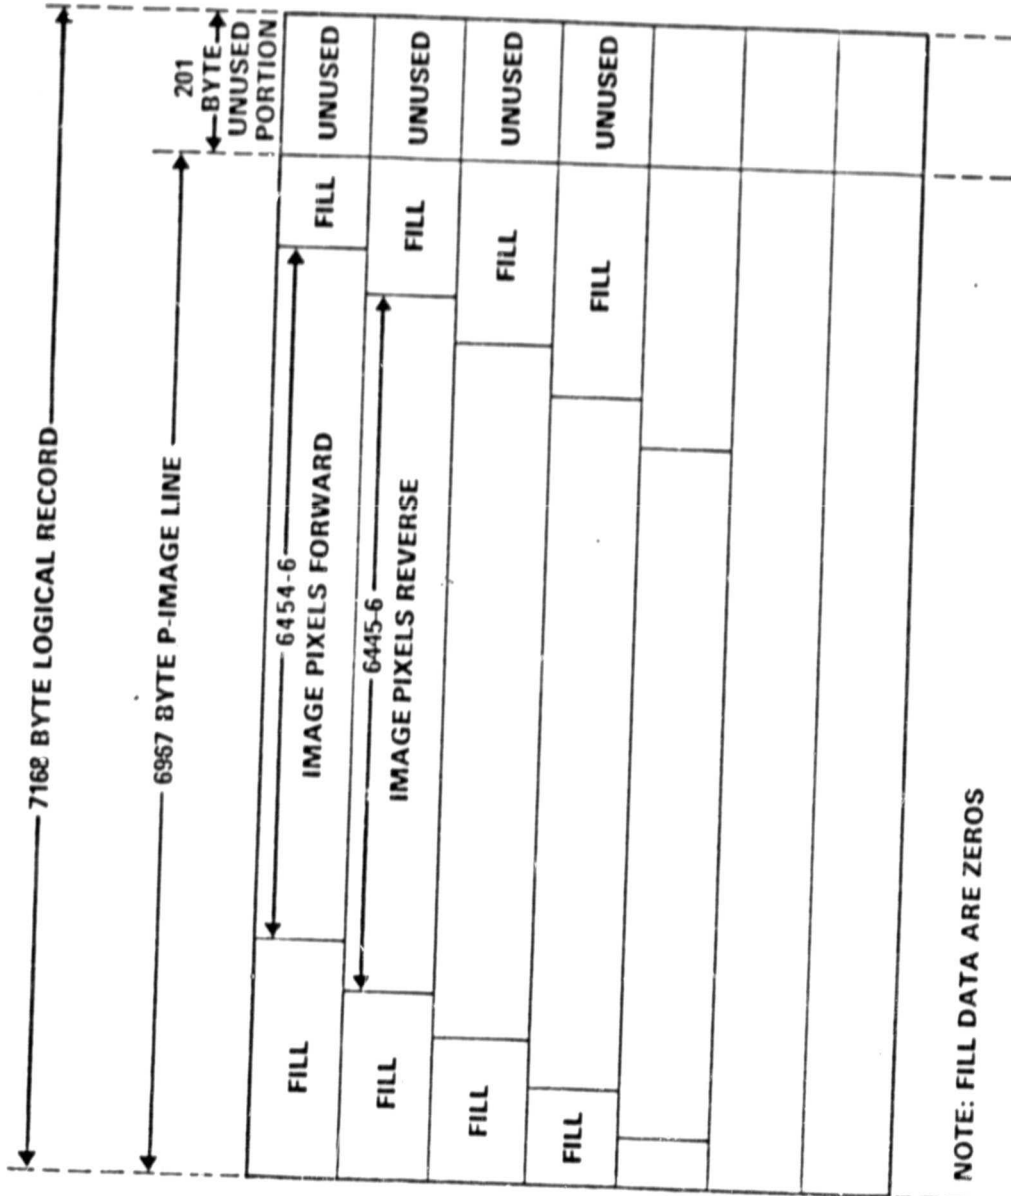 7168 BYTE LOGICAL RECORD
6967 BYTE P-IMAGE LINE
201
BYTE
UNUSED
PORTION
FILL
6454-6
IMAGE PIXELS FORWARD
FILL
UNUSED
FILL
6445-6
IMAGE PIXELS REVERSE
FILL
UNUSED
FILL
FILL
UNUSED
FILL
FILL
UNUSED
NOTE: FILL DATA ARE ZEROS